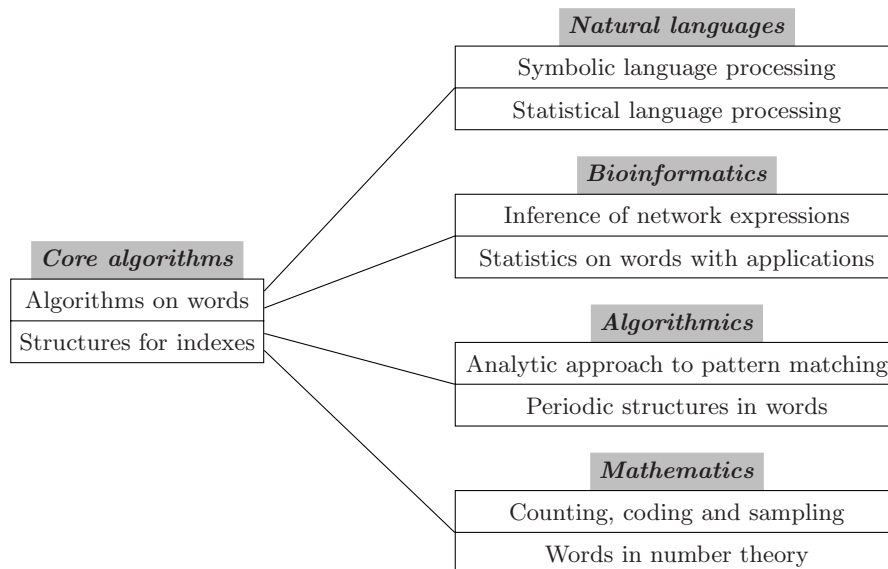 Natural languages
Symbolic language processing
Statistical language processing
Bioinformatics
Inference of network expressions
Statistics on words with applications
Core algorithms
Algorithms on words
Structures for indexes
Algorithmics
Analytic approach to pattern matching
Periodic structures in words
Mathematics
Counting, coding and sampling
Words in number theory